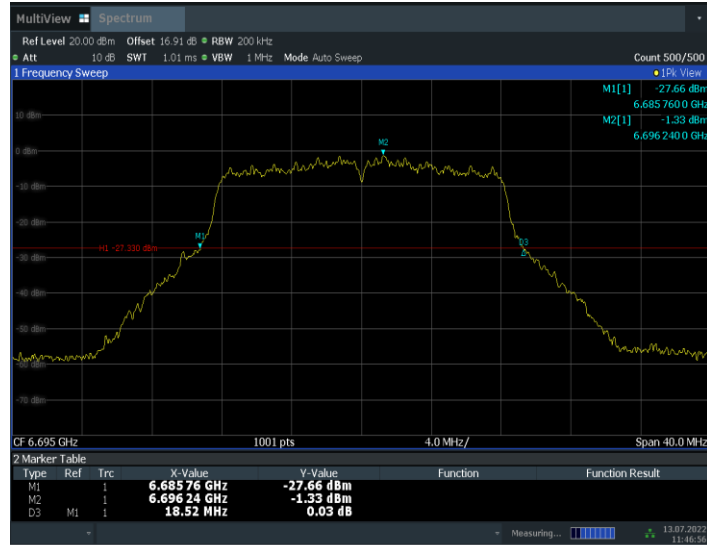 MultiView Spectrum
Ref Level 20.00 dBm Offset 16.91 dB RBW 200 kHz
Att 10 dB SWT 1.01 ms VBW 1 MHz Mode Auto Sweep Count 500/500
1 Frequency Sweep 1Pk View
M1[1] -27.66 dBm
6.685 760 0 GHz
M2[1] -1.33 dBm
6.696 240 0 GHz
10 dBm
M2
0 dBm
-10 dBm
-20 dBm
M1
D3
H1 -27.330 dBm
-30 dBm
-40 dBm
-50 dBm
-60 dBm
-70 dBm
CF 6.695 GHz 1001 pts 4.0 MHz/ Span 40.0 MHz
2 Marker Table
Type Ref Trc X-Value Y-Value Function Function Result
M1 1 6.685 76 GHz -27.66 dBm
M2 1 6.696 24 GHz -1.33 dBm
D3 M1 1 18.52 MHz 0.03 dB
Measuring... 13.07.2022
11:46:56